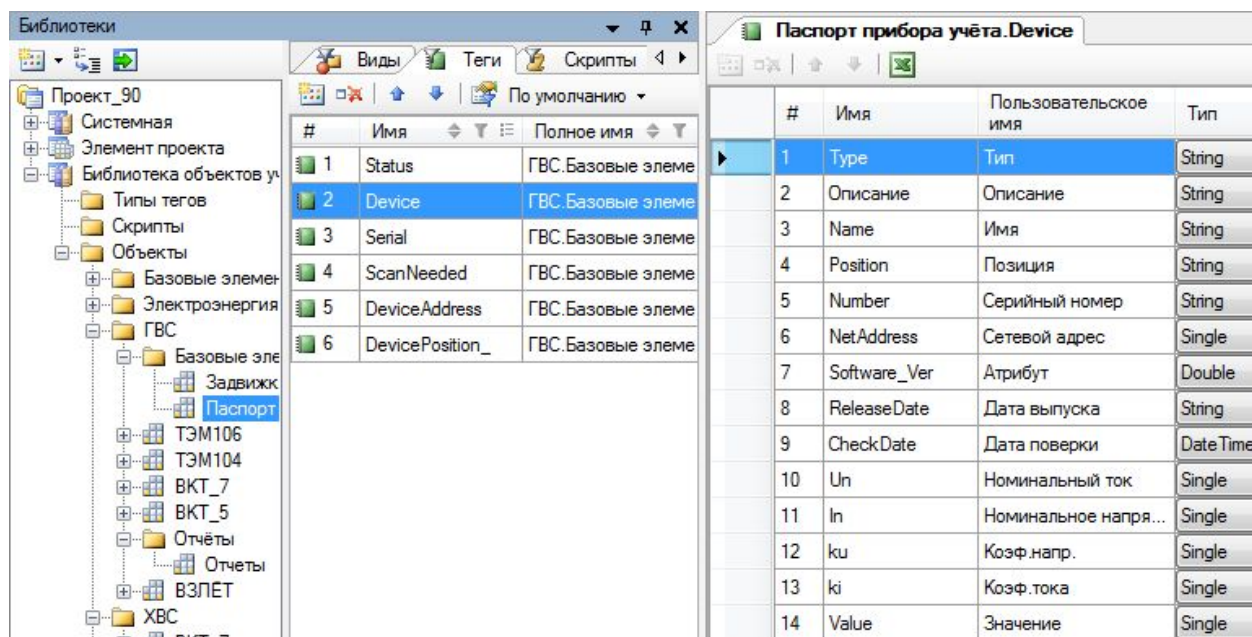 Библиотеки
Проект_90
Системная
Элемент проекта
Библиотека объектов уч
Типы тегов
Скрипты
Объекты
Базовые элемен
Электроэнергия
ГВС
Базовые эле
Задвижк
Паспорт
ТЭМ106
ТЭМ104
ВКТ_7
ВКТ_5
Отчёты
Отчеты
ВЗЛЁТ
ХВС
Виды Теги Скрипты
По умолчанию
# Имя Полное имя
1 Status ГВС.Базовые элеме
2 Device ГВС.Базовые элеме
3 Serial ГВС.Базовые элеме
4 ScanNeeded ГВС.Базовые элеме
5 DeviceAddress ГВС.Базовые элеме
6 DevicePosition_ ГВС.Базовые элеме
Паспорт прибора учёта.Device
# Имя Пользовательское имя Тип
1 Type Тип String
2 Описание Описание String
3 Name Имя String
4 Position Позиция String
5 Number Серийный номер String
6 NetAddress Сетевой адрес Single
7 Software_Ver Атрибут Double
8 ReleaseDate Дата выпуска String
9 CheckDate Дата поверки DateTime
10 Un Номинальный ток Single
11 In Номинальное напря... Single
12 ku Коэф.напр. Single
13 ki Коэф.тока Single
14 Value Значение Single